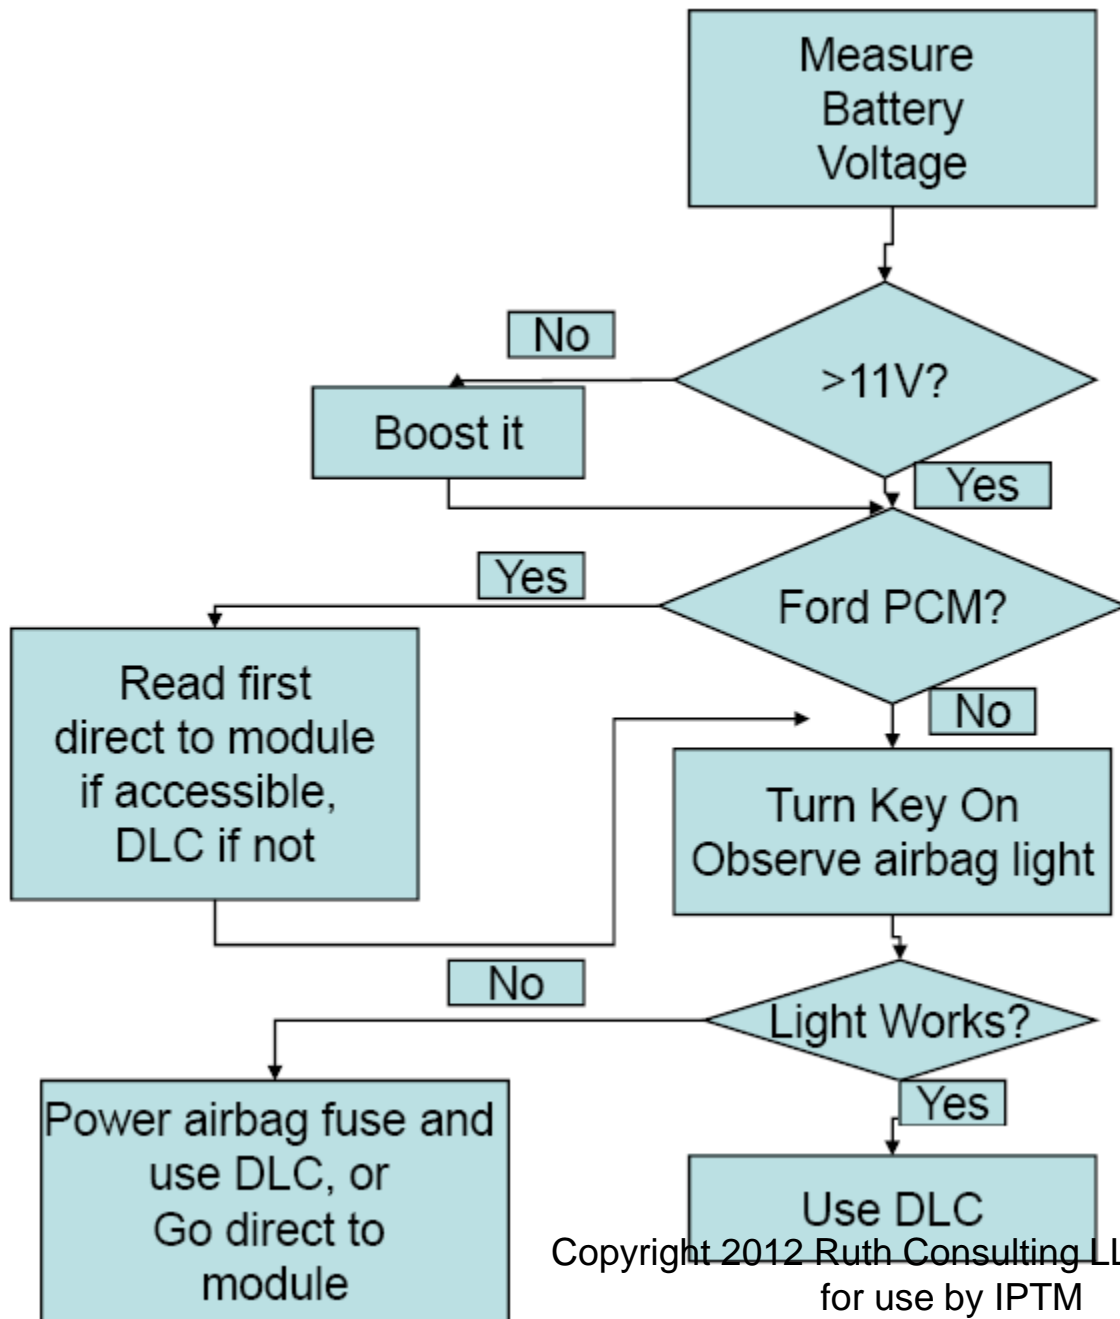 Measure
Battery
Voltage
No
>11V?
Boost it
Yes
Yes
Ford PCM?
Read first
direct to module
if accessible,
DLC if not
No
Turn Key On
Observe airbag light
No
Light Works?
Yes
Power airbag fuse and
use DLC, or
Go direct to
module
Use DLC
Copyright 2012 Ruth Consulting LL
for use by IPTM